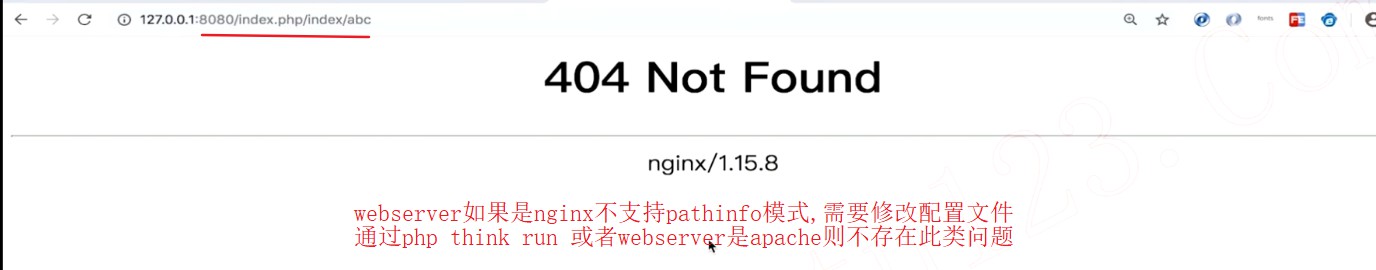 127.0.0.1:8080/index.php/index/abc
404 Not Found
nginx/1.15.8
webserver如果是nginx不支持pathinfo模式,需要修改配置文件
通过php think run 或者webserver是apache则不存在此类问题